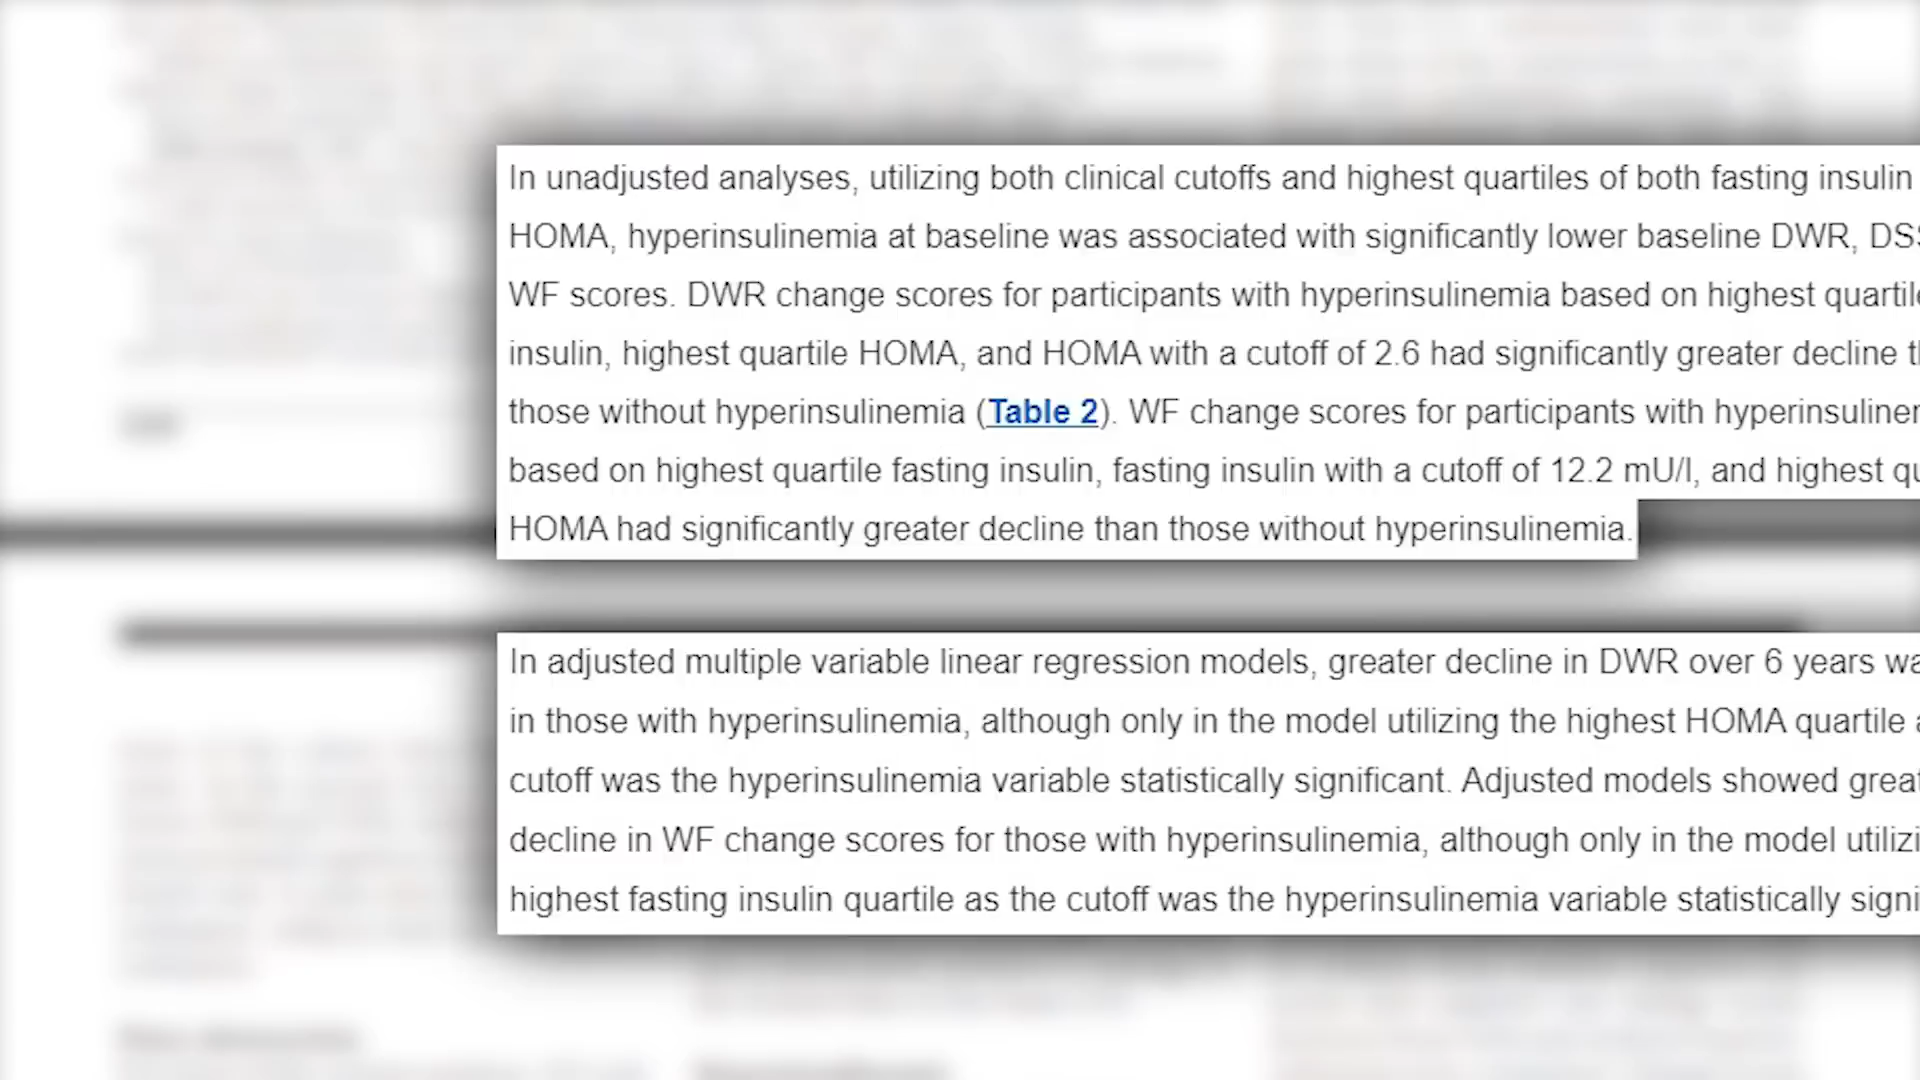 In unadjusted analyses, utilizing both clinical cutoffs and highest quartiles of both fasting insulin
HOMA, hyperinsulinemia at baseline was associated with significantly lower baseline DWR,
WF scores. DWR change scores for participants with hyperinsulinemia based on highest
insulin, highest quartile HOMA, and HOMA with a cutoff of 2.6 had significantly greater decline
those without hyperinsulinemia (Table 2). WF change scores for participants with
based on highest quartile fasting insulin, fasting insulin with a cutoff of 12.2 mU/l, and highest
HOMA had significantly greater decline than those without hyperinsulinemia.
In adjusted multiple variable linear regression models, greater decline in DWR over 6 years
in those with hyperinsulinemia, although only in the model utilizing the highest HOMA quartile
cutoff was the hyperinsulinemia variable statistically significant. Adjusted models showed
decline in WF change scores for those with hyperinsulinemia, although only in the model
highest fasting insulin quartile as the cutoff was the hyperinsulinemia variable statistically